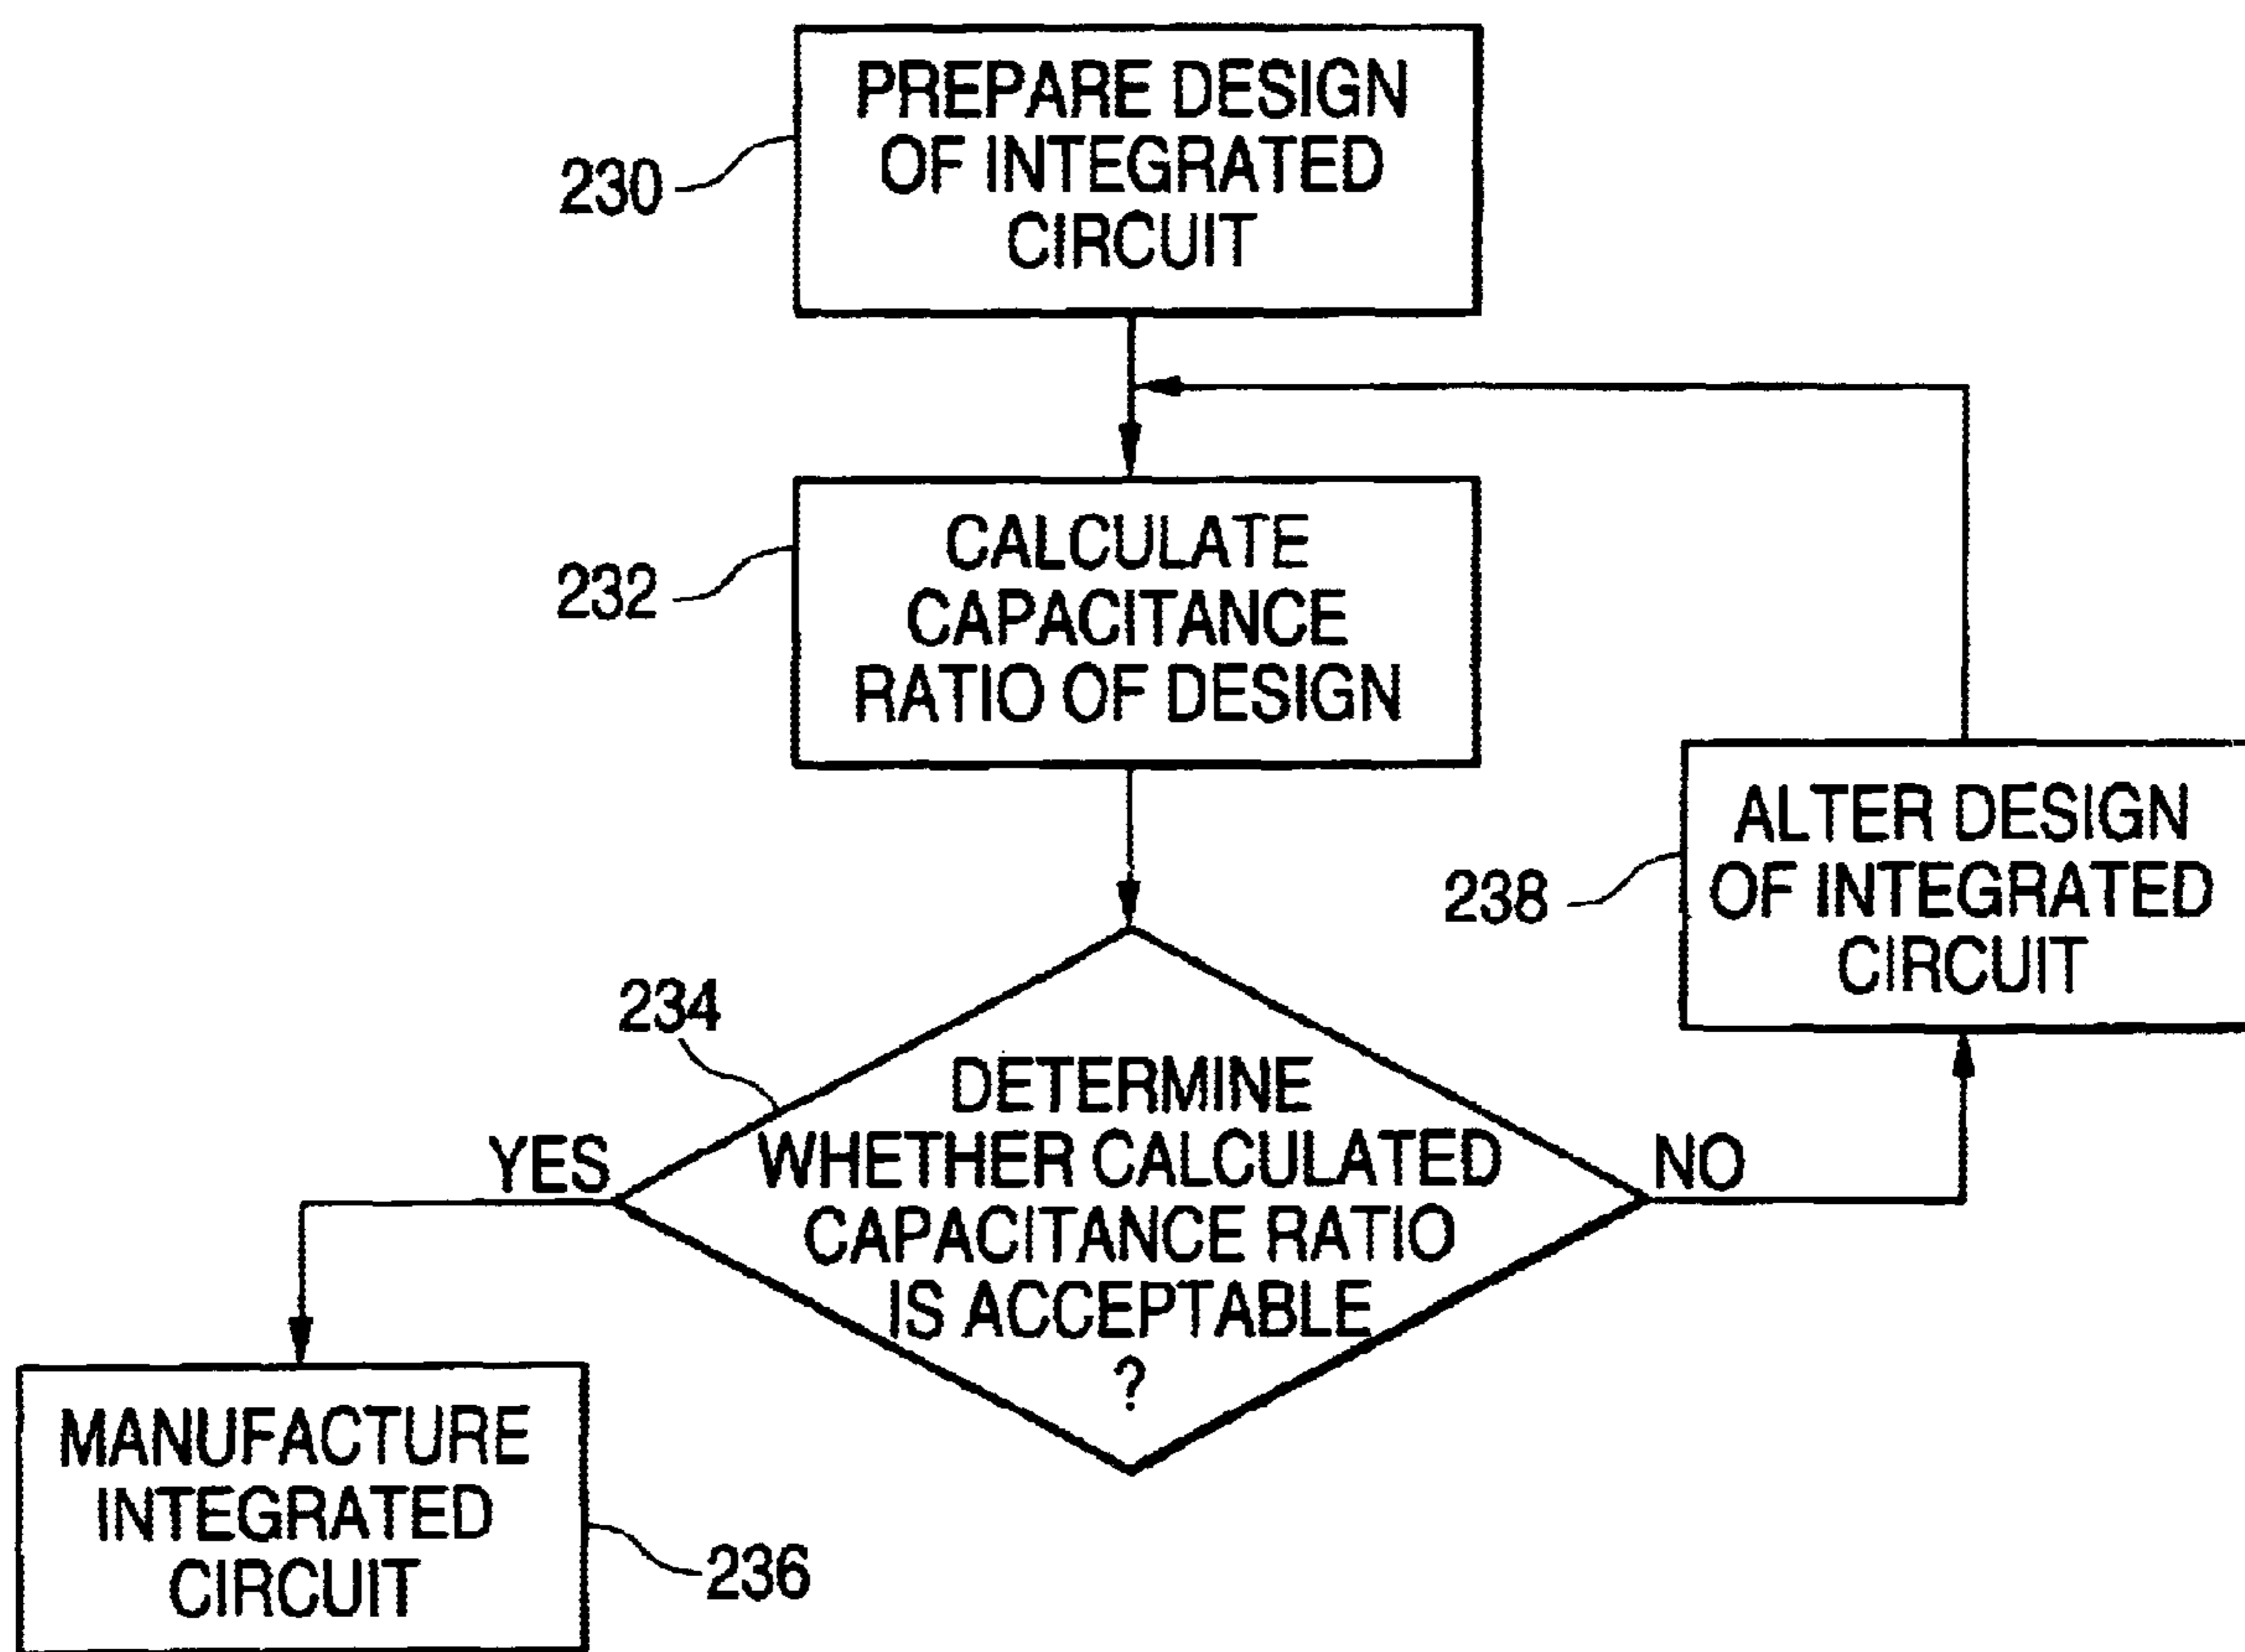 PREPARE DESIGN
OF INTEGRATED
CIRCUIT
230
CALCULATE
CAPACITANCE
RATIO OF DESIGN
232
ALTER DESIGN
OF INTEGRATED
CIRCUIT
238
234
DETERMINE
WHETHER CALCULATED
CAPACITANCE RATIO
IS ACCEPTABLE
?
YES
NO
MANUFACTURE
INTEGRATED
CIRCUIT
236